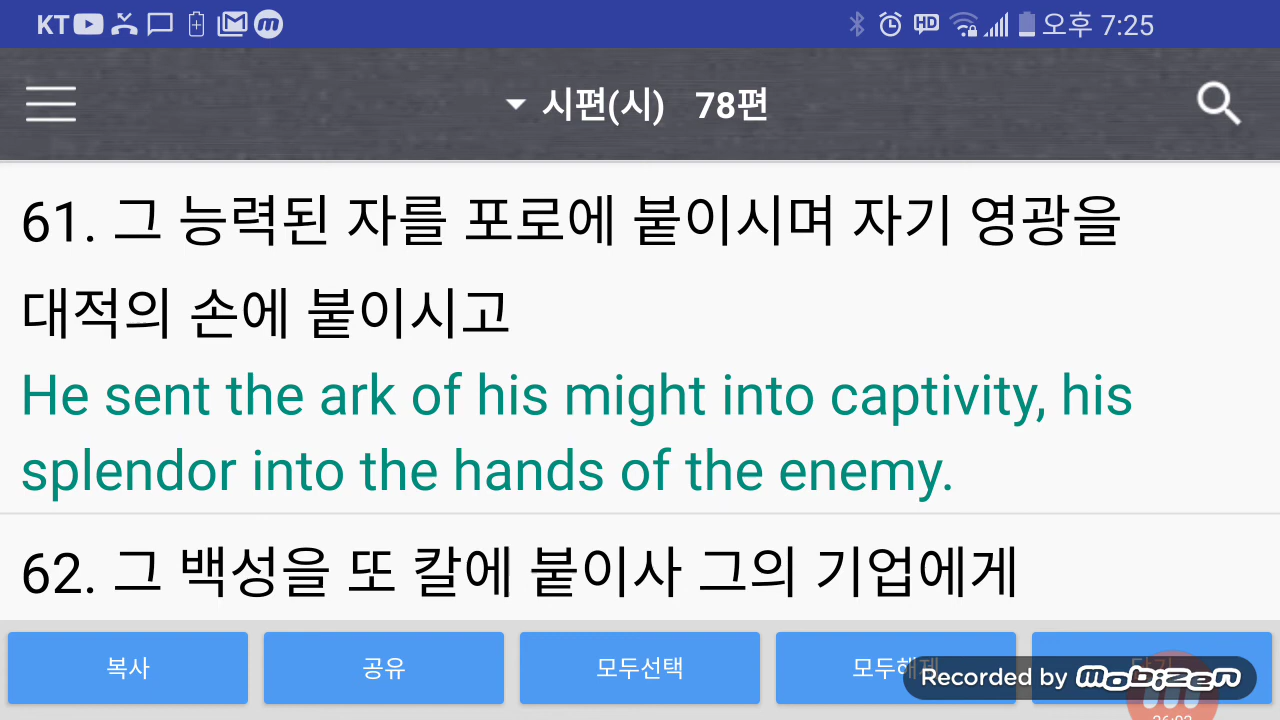 KT 오후 7:25
시편(시) 78편
61. 그 능력된 자를 포로에 붙이시며 자기 영광을
대적의 손에 붙이시고
He sent the ark of his might into captivity, his
splendor into the hands of the enemy.
62. 그 백성을 또 칼에 붙이사 그의 기업에게
복사 공유 모두선택 모두해제
Recorded by mobizen